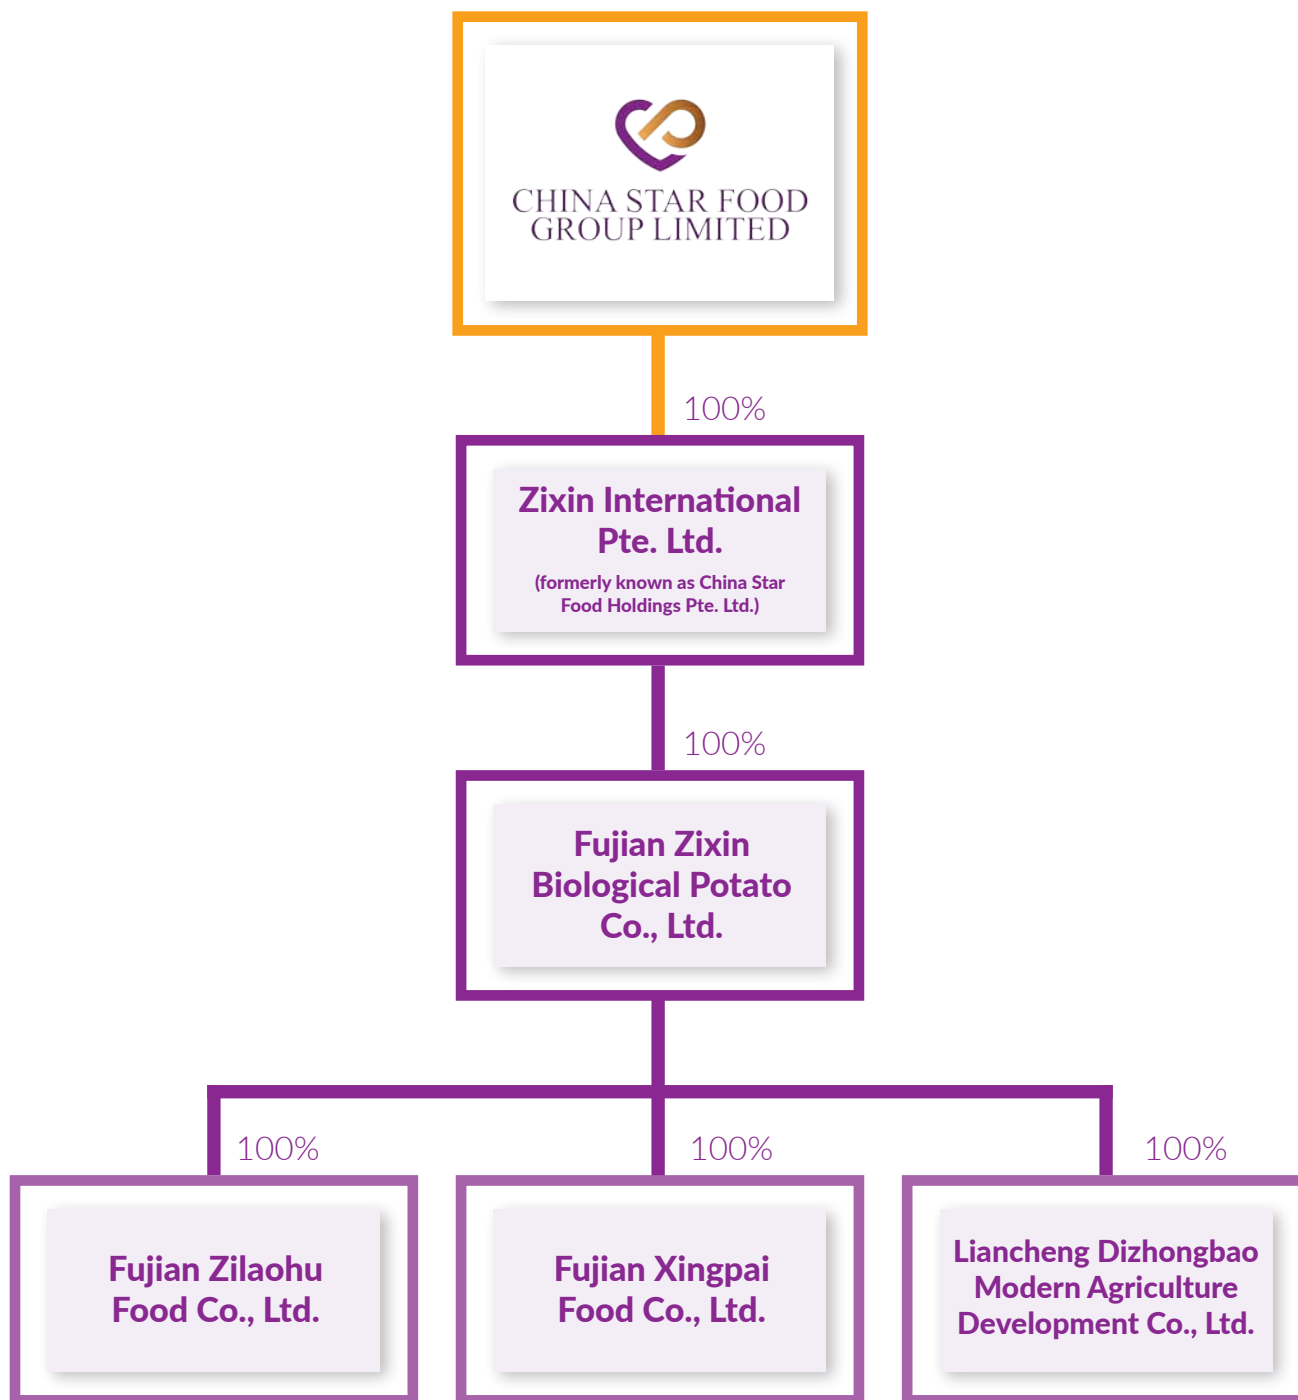 CHINA STAR FOOD
GROUP LIMITED
100%
Zixin International
Pte. Ltd.
(formerly known as China Star
Food Holdings Pte. Ltd.)
100%
Fujian Zixin
Biological Potato
Co., Ltd.
100%
100%
100%
Fujian Zilaohu
Food Co., Ltd.
Fujian Xingpai
Food Co., Ltd.
Liancheng Dizhongbao
Modern Agriculture
Development Co., Ltd.